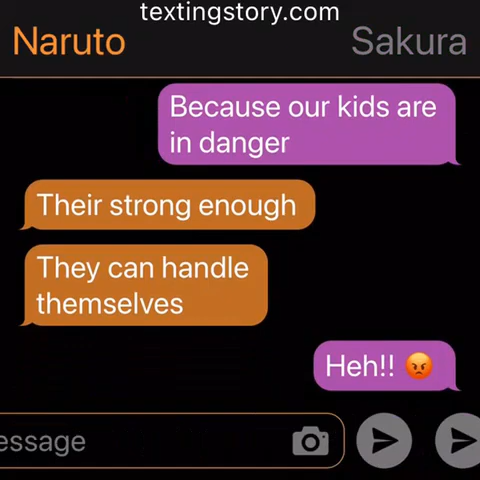 textingstory.com
Naruto
Sakura
Because our kids are
in danger
Their strong enough
They can handle
themselves
Heh!! 😡
essage